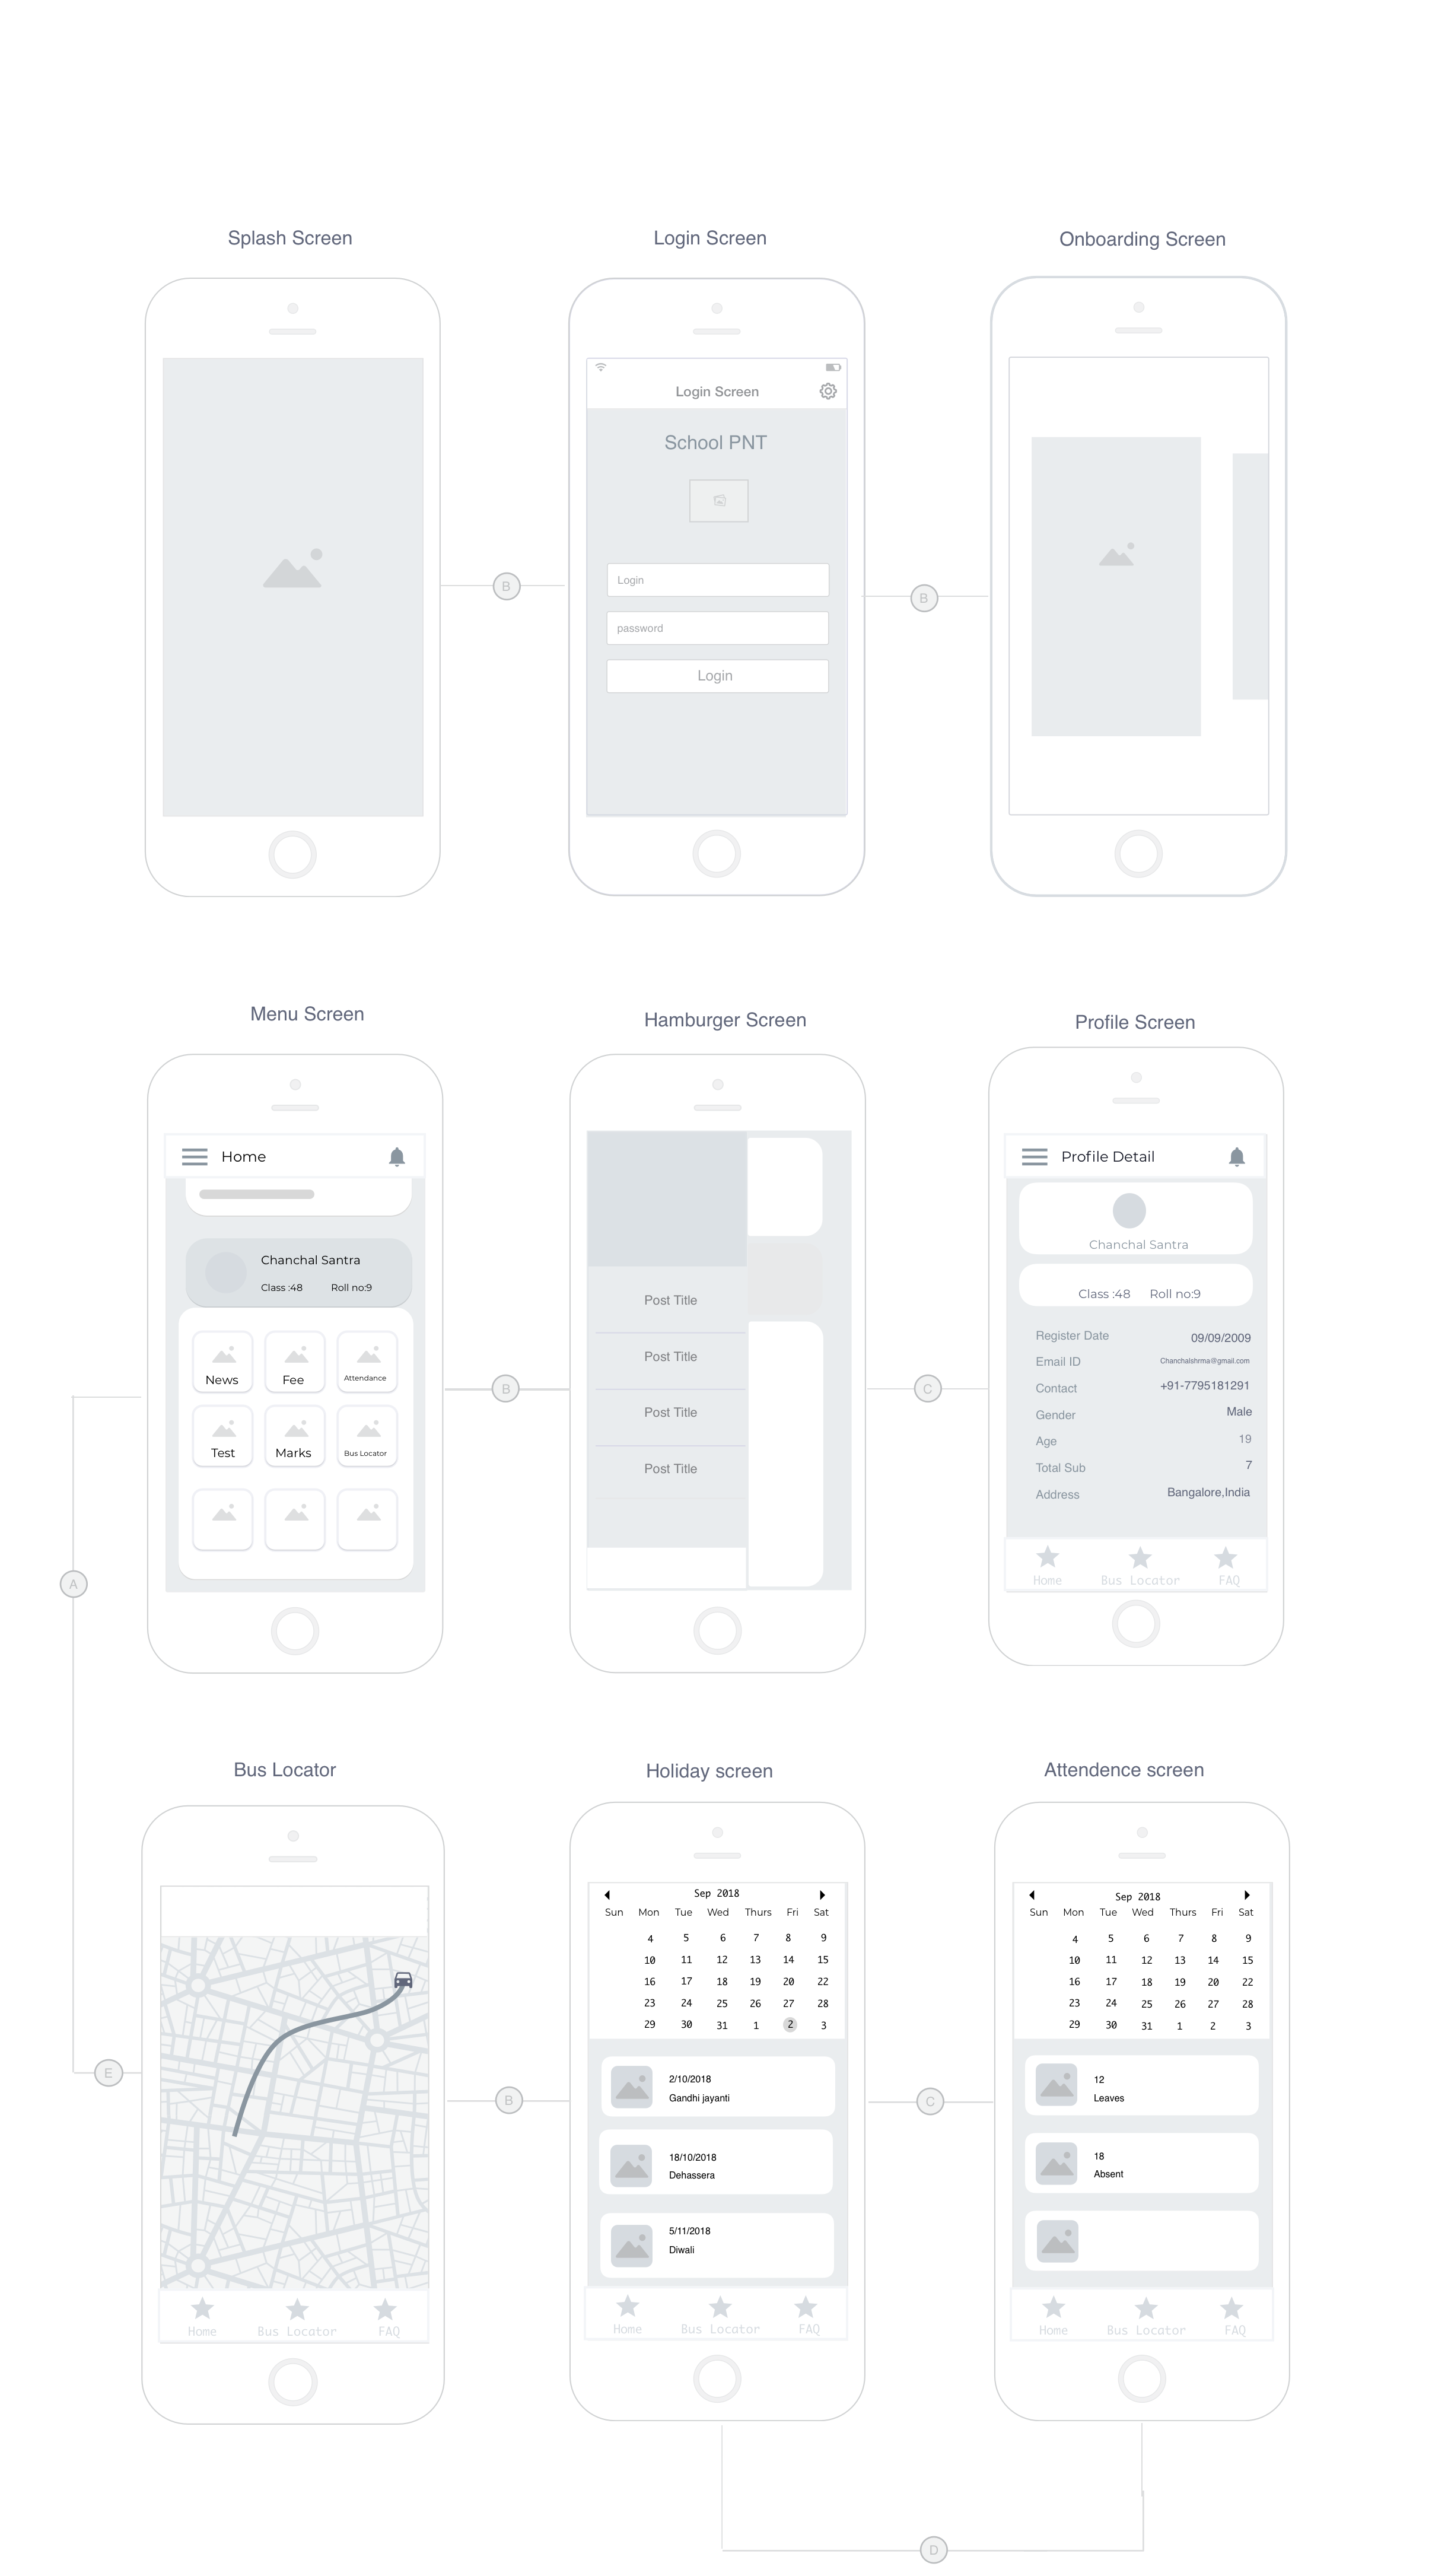 Splash Screen
Login Screen
Onboarding Screen
Login Screen
School PNT
Login
password
Login
B
B
Menu Screen
Hamburger Screen
Profile Screen
Home
Chanchal Santra
Class :48 Roll no:9
News Fee Attendance
Test Marks Bus Locator
B
Post Title
Post Title
Post Title
Post Title
C
Profile Detail
Chanchal Santra
Class :48 Roll no:9
Register Date 09/09/2009
Email ID Chanchalshrma@gmail.com
Contact +91-7795181291
Gender Male
Age 19
Total Sub 7
Address Bangalore,India
Home Bus Locator FAQ
A
E
Bus Locator
Holiday screen
Attendence screen
Home Bus Locator FAQ
B
Sep 2018
Sun Mon Tue Wed Thurs Fri Sat
4 5 6 7 8 9
10 11 12 13 14 15
16 17 18 19 20 22
23 24 25 26 27 28
29 30 31 1 2 3
2/10/2018
Gandhi jayanti
18/10/2018
Dehassera
5/11/2018
Diwali
Home Bus Locator FAQ
C
Sep 2018
Sun Mon Tue Wed Thurs Fri Sat
4 5 6 7 8 9
10 11 12 13 14 15
16 17 18 19 20 22
23 24 25 26 27 28
29 30 31 1 2 3
12
Leaves
18
Absent
Home Bus Locator FAQ
D